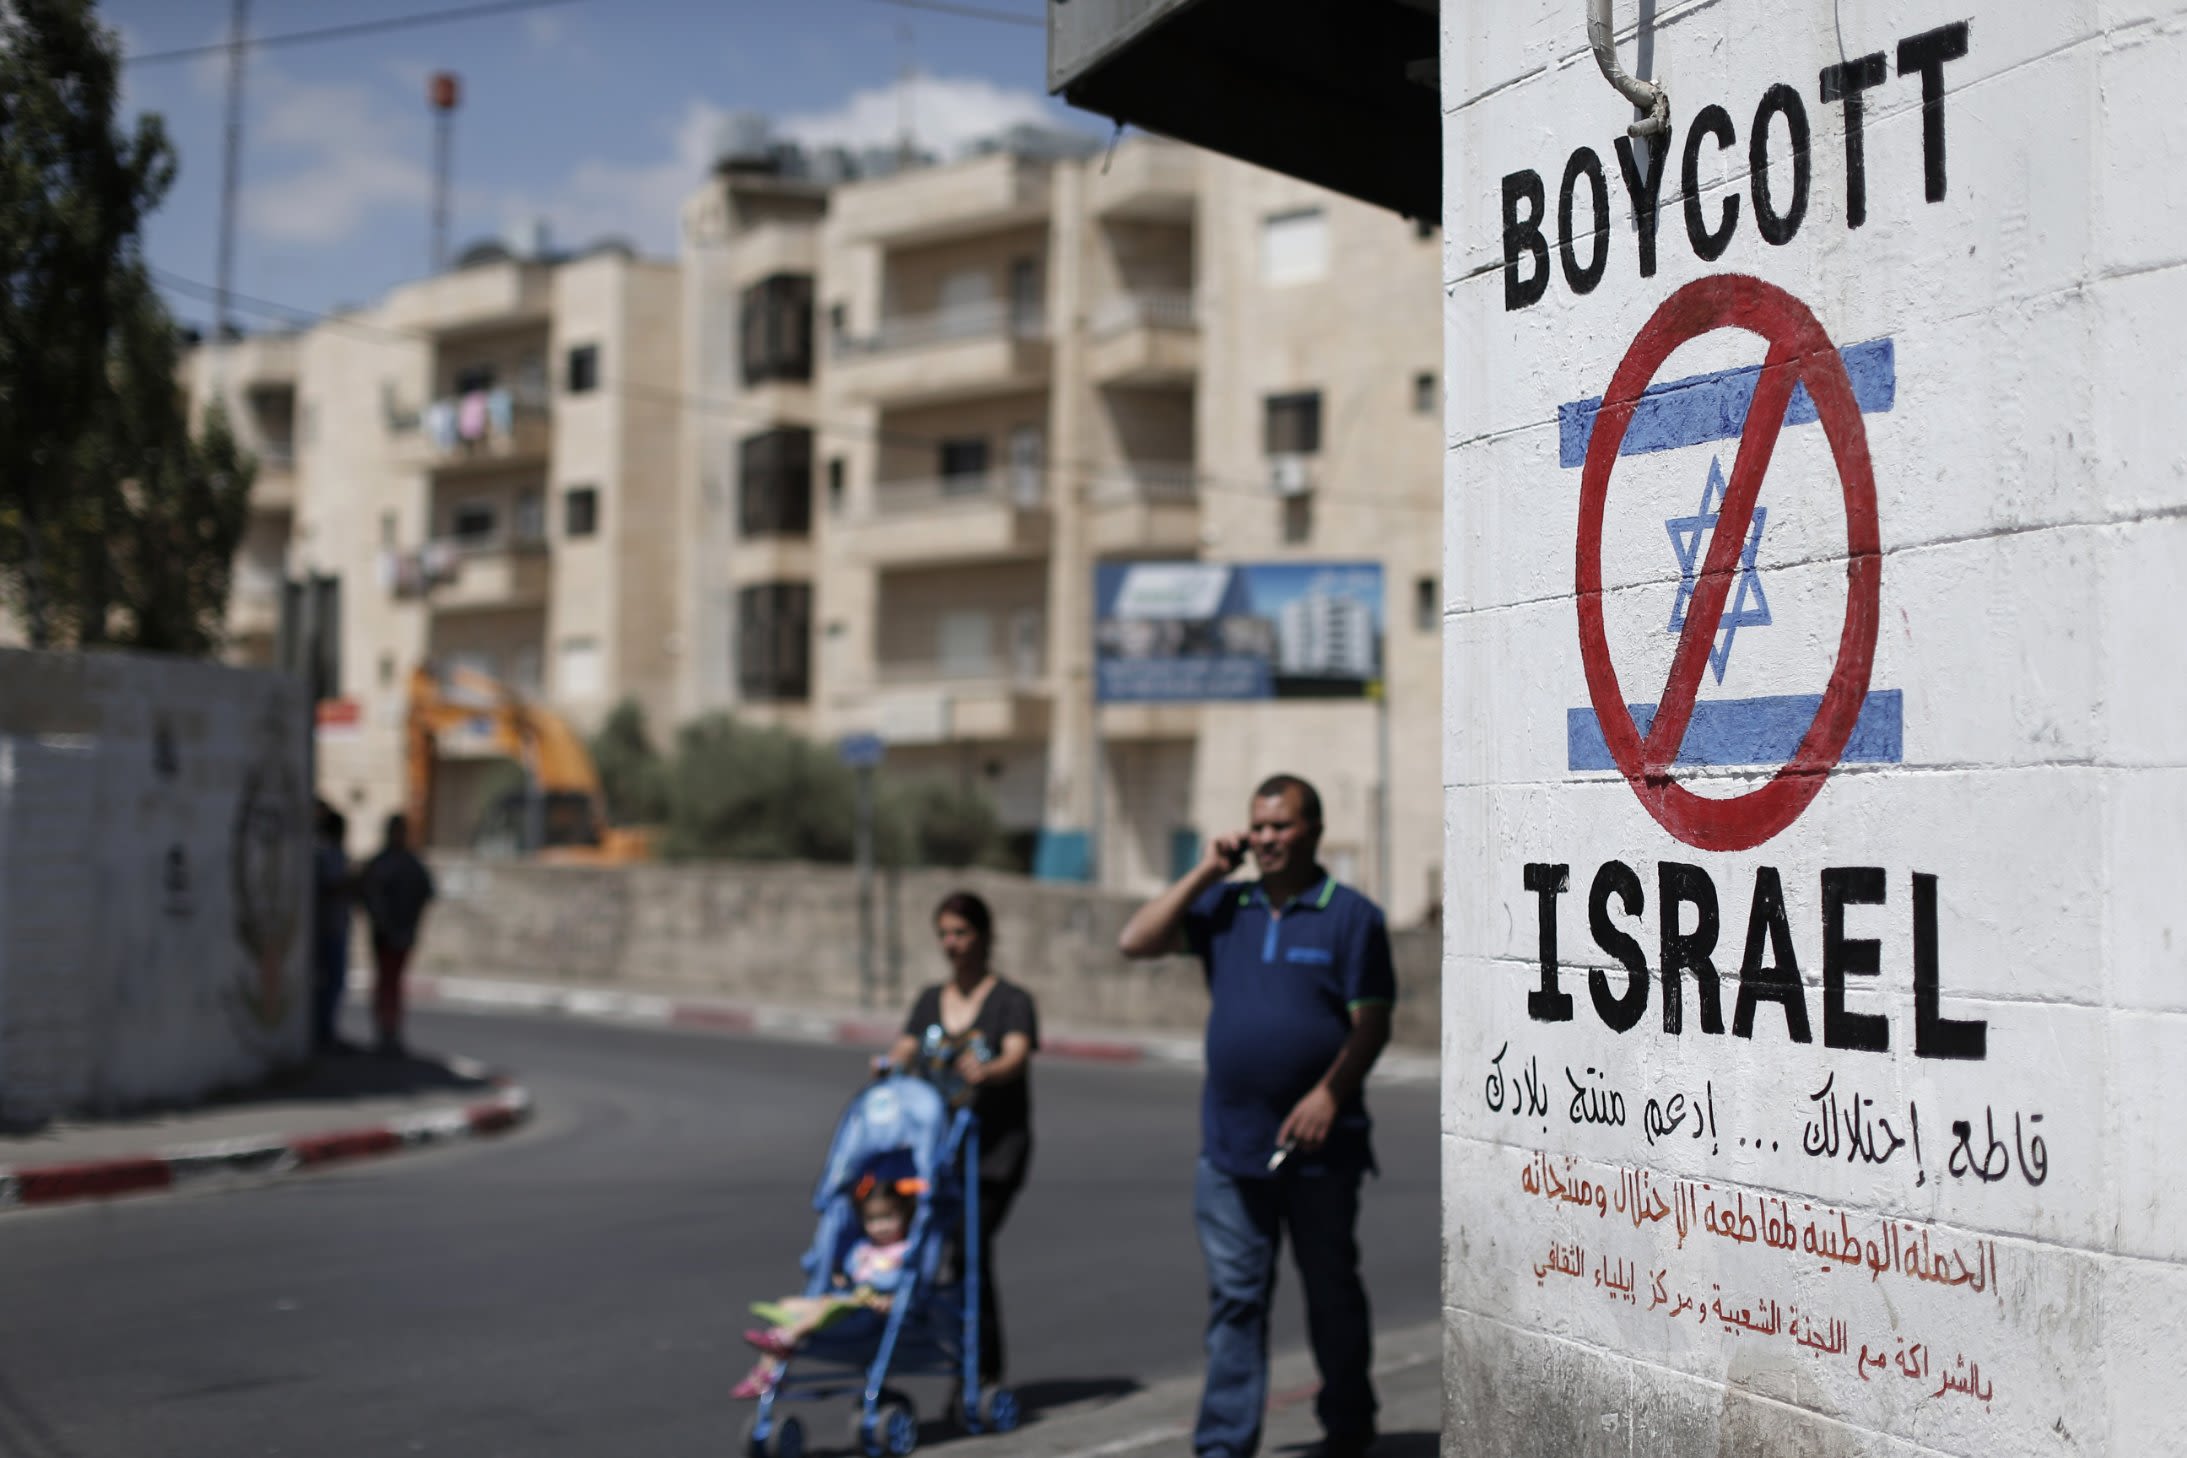 BOYCOTT
ISRAEL
قاطع إحتلالك ... إدعم منتج بلادك
الحملة الوطنية لمقاطعة الإحتلال ومنتجاته
بالشراكة مع اللجنة الشعبية ومركز إيلياء الثقافي